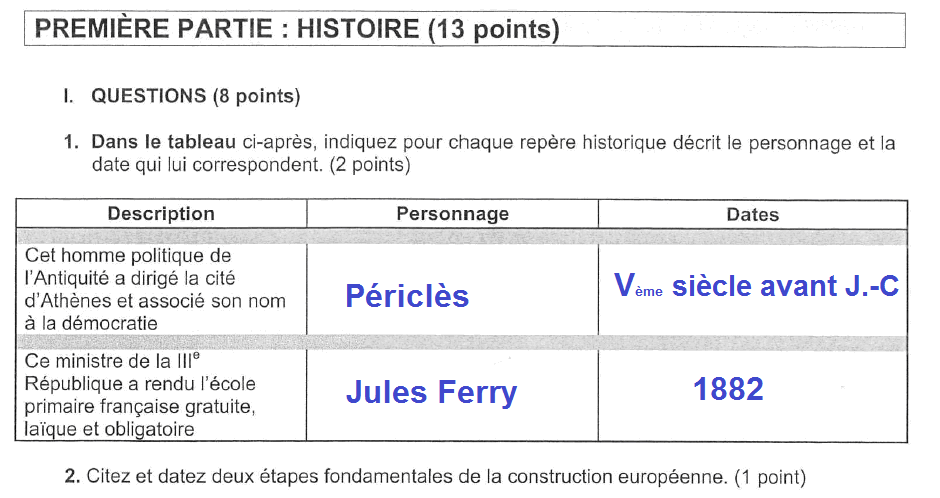 PREMIÈRE PARTIE : HISTOIRE (13 points)
I. QUESTIONS (8 points)
1. Dans le tableau ci-après, indiquez pour chaque repère historique décrit le personnage et la
date qui lui correspondent. (2 points)
Description Personnage Dates
Cet homme politique de
l'Antiquité a dirigé la cité
d'Athènes et associé son nom
à la démocratie
Périclès
Vème siècle avant J.-C
Ce ministre de la IIIe
République a rendu l'école
primaire française gratuite,
laïque et obligatoire
Jules Ferry
1882
2. Citez et datez deux étapes fondamentales de la construction européenne. (1 point)